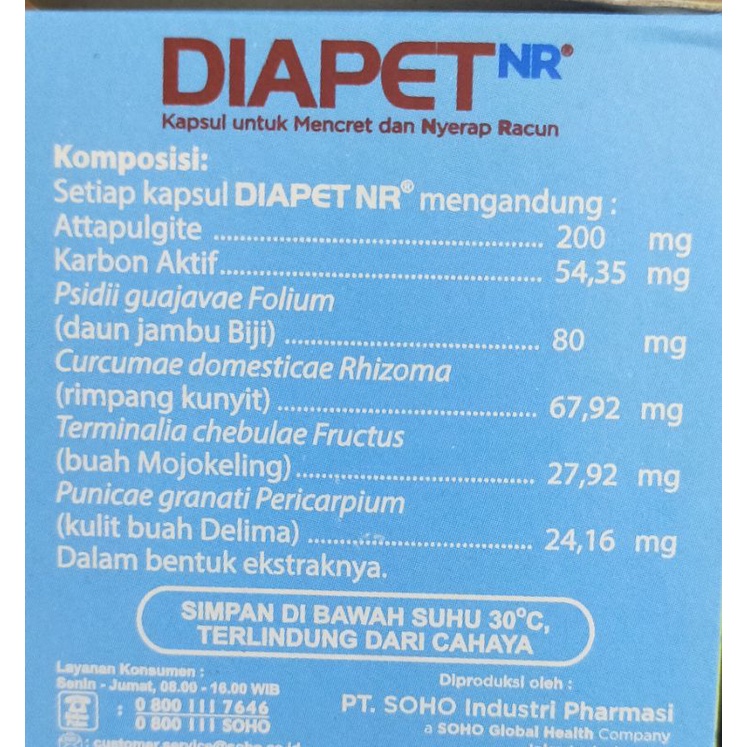 DIAPET NR®
Kapsul untuk Mencret dan Nyerap Racun
Komposisi:
Setiap kapsul DIAPET NR® mengandung :
Attapulgite ........................................ 200 mg
Karbon Aktif........................................ 54,35 mg
Psidii guajavae Folium
(daun jambu Biji) ................................ 80 mg
Curcumae domesticae Rhizoma
(rimpang kunyit) ................................ 67,92 mg
Terminalia chebulae Fructus
(buah Mojokeling) .............................. 27,92 mg
Punicae granati Pericarpium
(kulit buah Delima) ............................ 24,16 mg
Dalam bentuk ekstraknya.
SIMPAN DI BAWAH SUHU 30°C,
TERLINDUNG DARI CAHAYA
Layanan Konsumen :
Senin - Jumat, 08.00 - 16.00 WIB
: 0 800 111 7646
0 800 111 SOHO
Diproduksi oleh :
PT. SOHO Industri Pharmasi
a SOHO Global Health Company